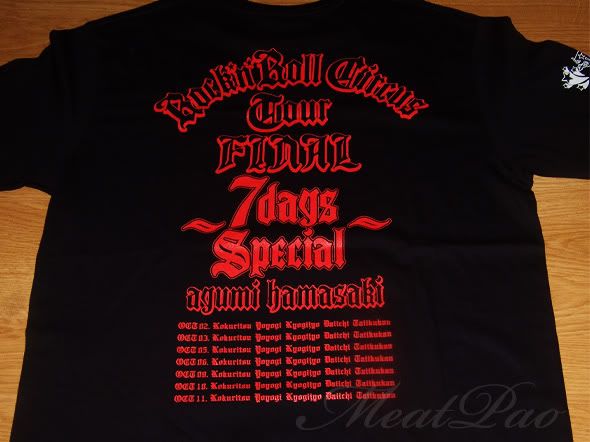 Rock'n'Roll Circus
Tour
FINAL
~7days
Special~
ayumi hamasaki
OCT 02. Kokuritsu Yoyogi Kyogijyo Daiichi Taiikukan
OCT 03. Kokuritsu Yoyogi Kyogijyo Daiichi Taiikukan
OCT 05. Kokuritsu Yoyogi Kyogijyo Daiichi Taiikukan
OCT 06. Kokuritsu Yoyogi Kyogijyo Daiichi Taiikukan
OCT 09. Kokuritsu Yoyogi Kyogijyo Daiichi Taiikukan
OCT 10. Kokuritsu Yoyogi Kyogijyo Daiichi Taiikukan
OCT 11. Kokuritsu Yoyogi Kyogijyo Daiichi Taiikukan
MeatPao